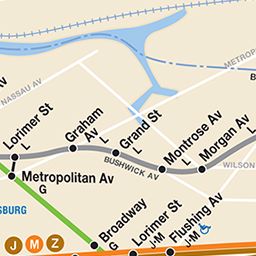 NASSAU AV
METROPO
Lorimer St
L
Graham
Av
L
Grand St
L
Montrose Av
L
Morgan Av
L
BUSHWICK AV
WILSON
Metropolitan Av
G
SBURG
Broadway
G
Lorimer St
J-M
Flushing Av
J-M
J M Z